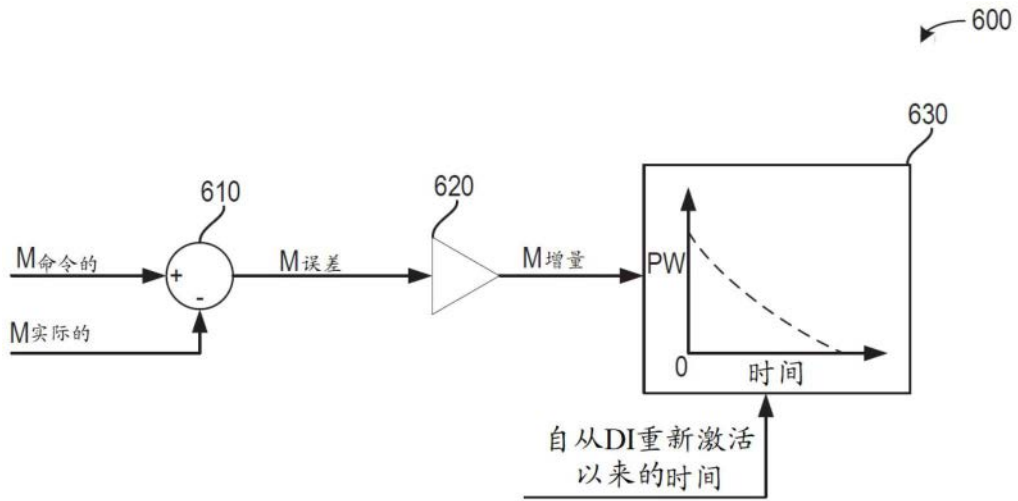 600
630
610
620
M命令的
+
M误差
M增量
PW
-
M实际的
0
时间
自从DI重新激活
以来的时间